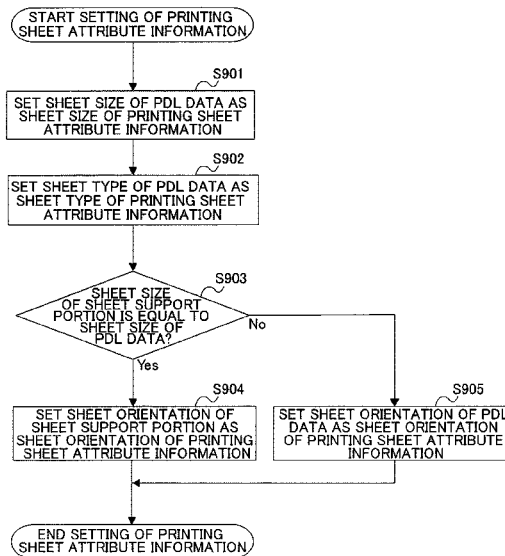 START SETTING OF PRINTING
SHEET ATTRIBUTE INFORMATION
S901
SET SHEET SIZE OF PDL DATA AS
SHEET SIZE OF PRINTING SHEET
ATTRIBUTE INFORMATION
S902
SET SHEET TYPE OF PDL DATA AS
SHEET TYPE OF PRINTING SHEET
ATTRIBUTE INFORMATION
S903
SHEET SIZE
OF SHEET SUPPORT
PORTION IS EQUAL TO
SHEET SIZE OF
PDL DATA?
No
Yes
S904
SET SHEET ORIENTATION OF
SHEET SUPPORT PORTION AS
SHEET ORIENTATION OF PRINTING
SHEET ATTRIBUTE INFORMATION
S905
SET SHEET ORIENTATION OF PDL
DATA AS SHEET ORIENTATION
OF PRINTING SHEET ATTRIBUTE
INFORMATION
END SETTING OF PRINTING
SHEET ATTRIBUTE INFORMATION